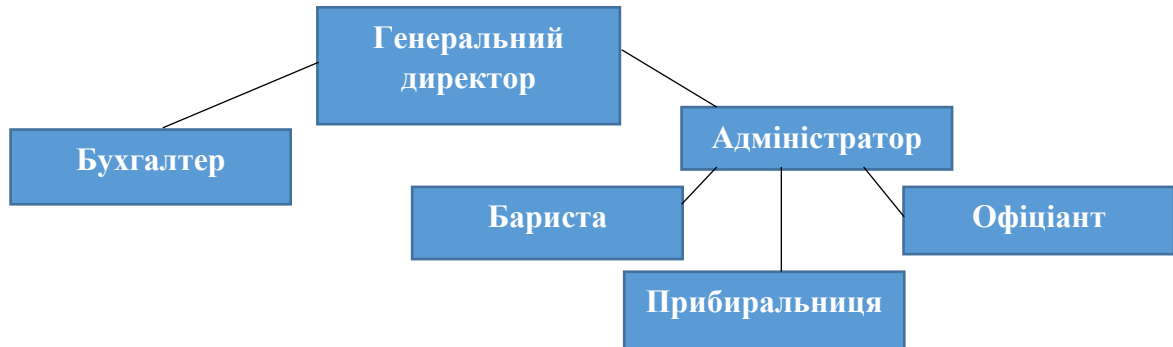 Генеральний
директор
Бухгалтер
Адміністратор
Бариста
Офіціант
Прибиральниця